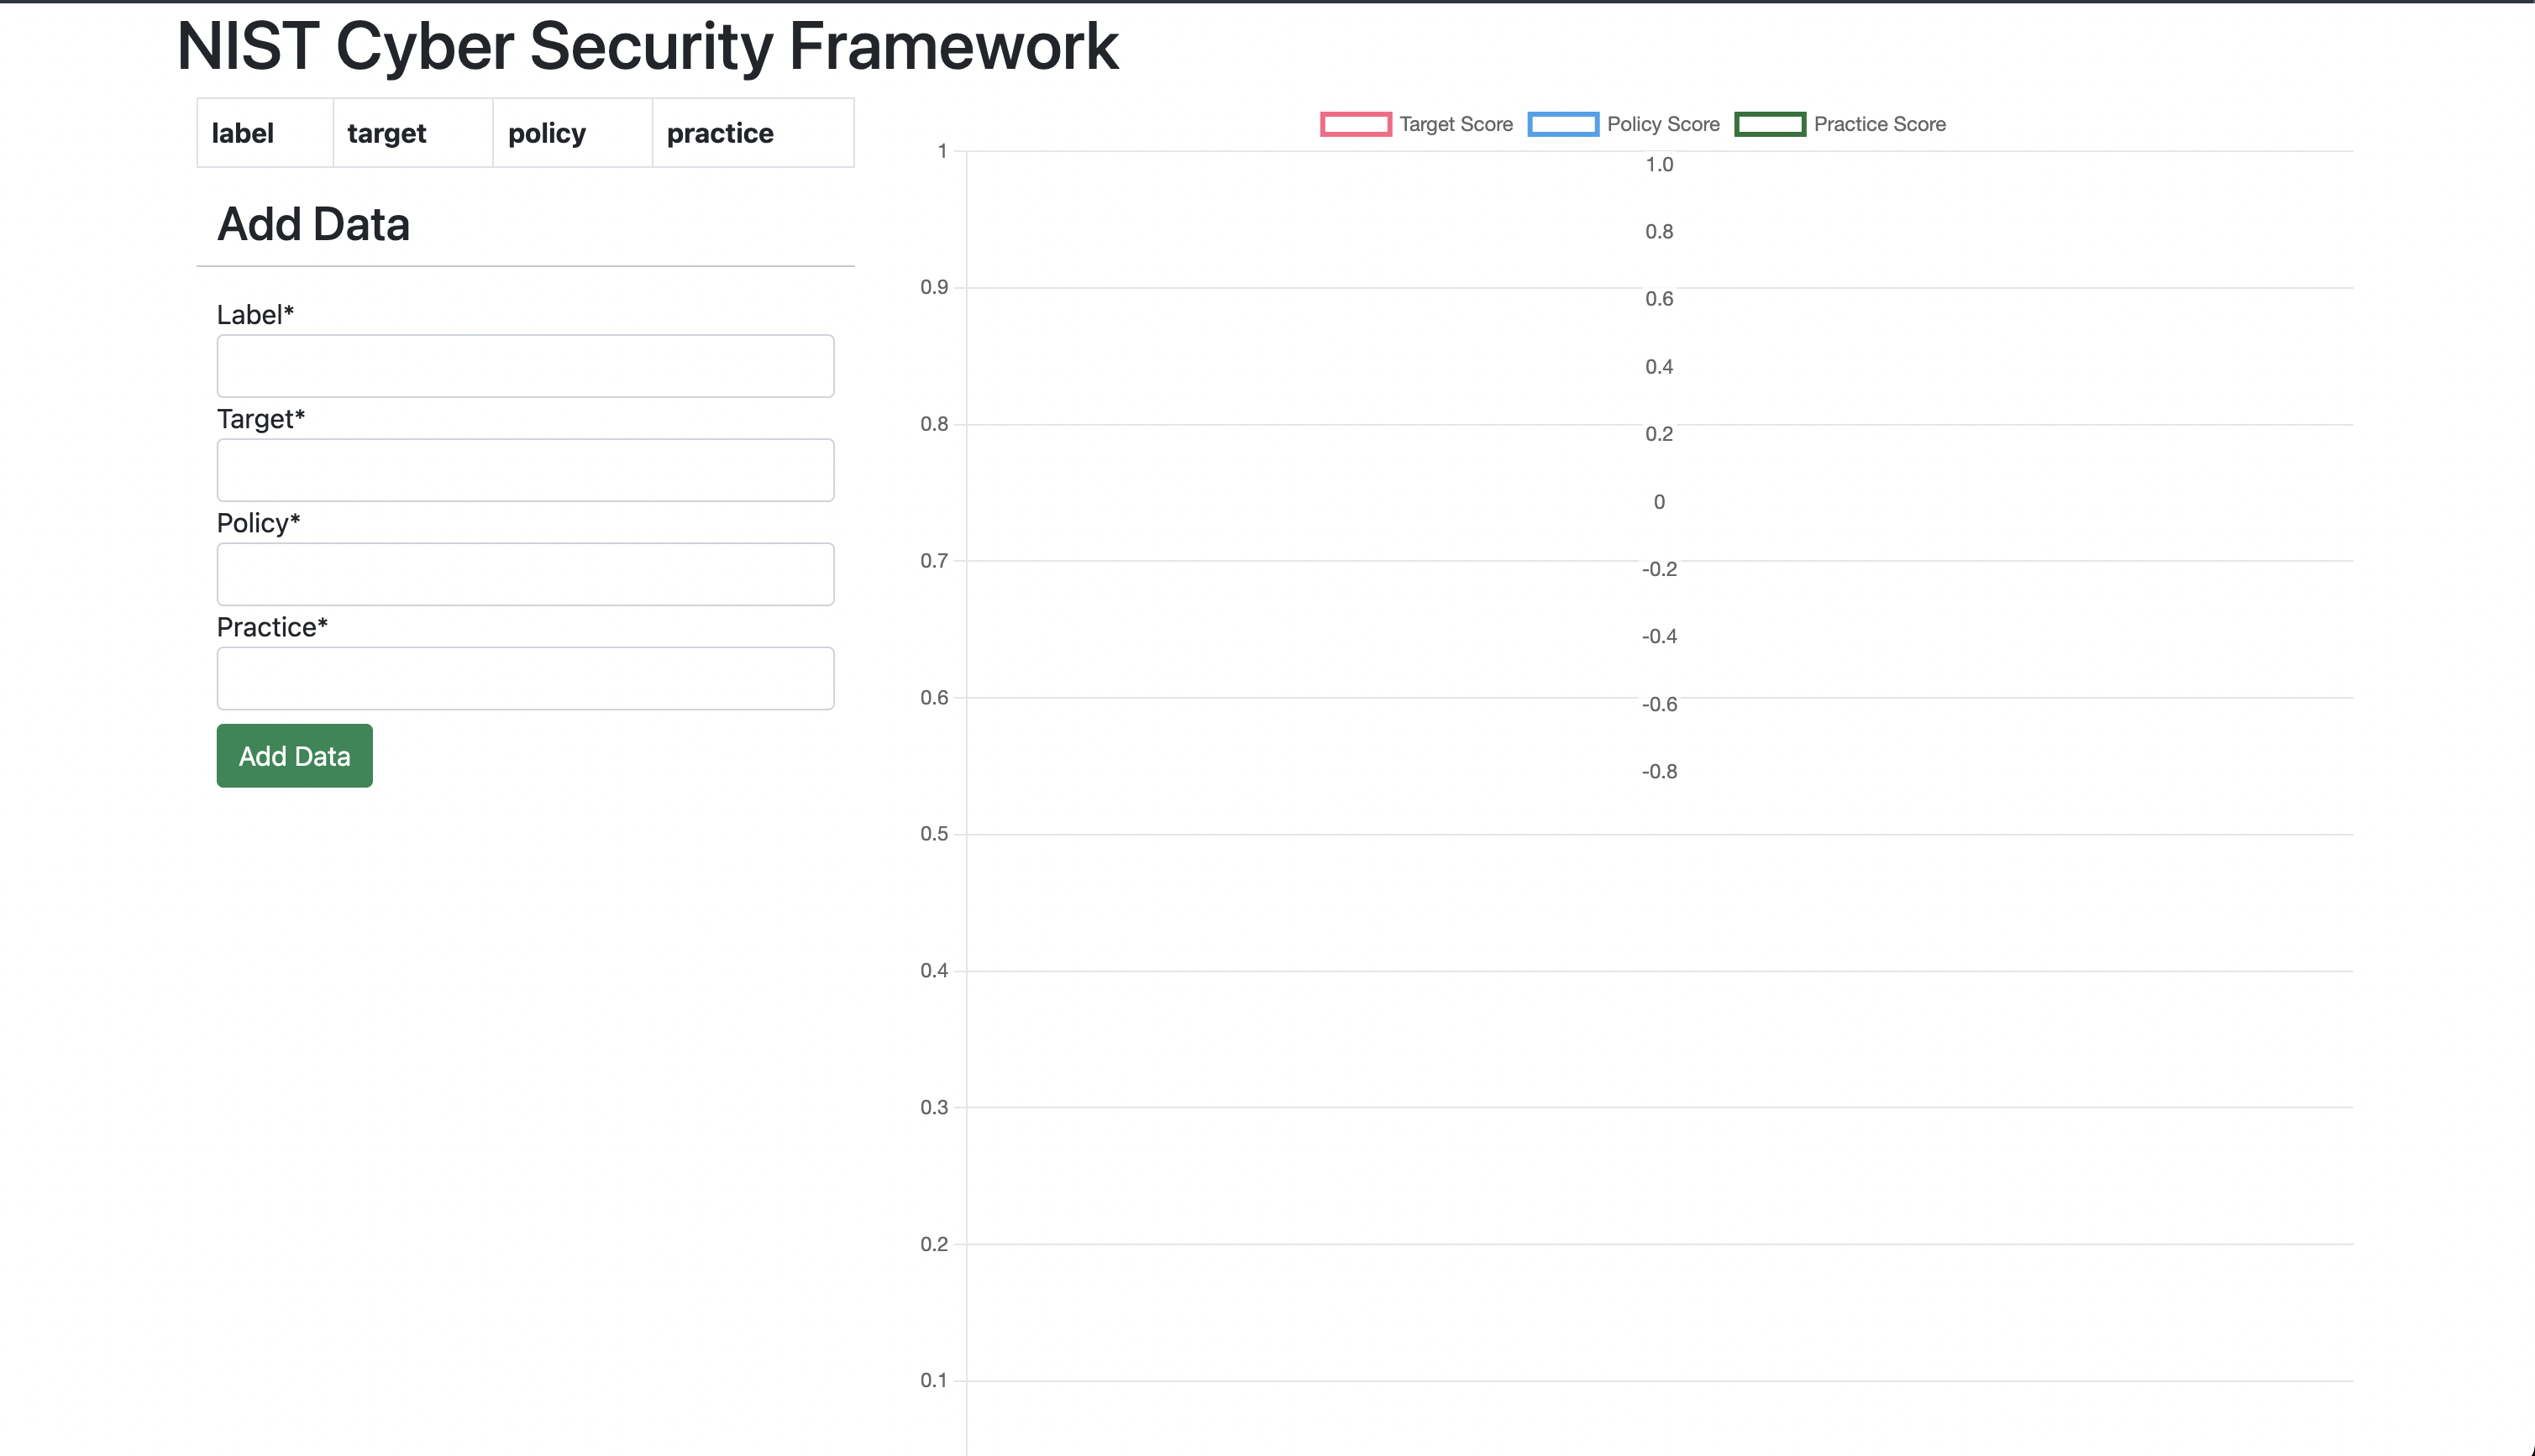 NIST Cyber Security Framework
label target policy practice
Add Data
Label*
Target*
Policy*
Practice*
Add Data
Target Score Policy Score Practice Score
1
0.9
0.8
0.7
0.6
0.5
0.4
0.3
0.2
0.1
1.0
0.8
0.6
0.4
0.2
0
-0.2
-0.4
-0.6
-0.8